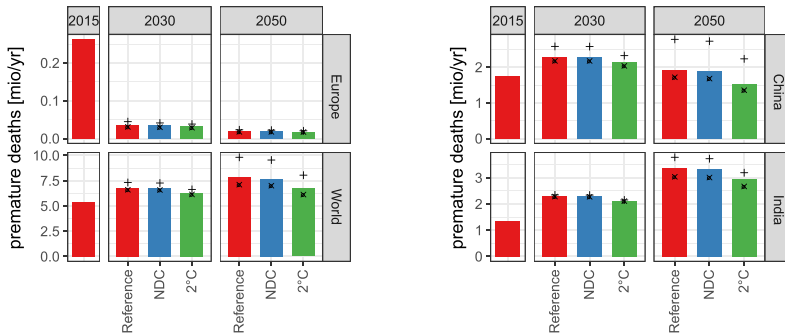 2015 2030 2050
premature deaths [mio/yr]
0.2
0.1
0.0
Europe
10.0
7.5
5.0
2.5
0.0
World
Reference NDC 2°C Reference NDC 2°C
2015 2030 2050
premature deaths [mio/yr]
2
1
0
China
3
2
1
0
India
Reference NDC 2°C Reference NDC 2°C